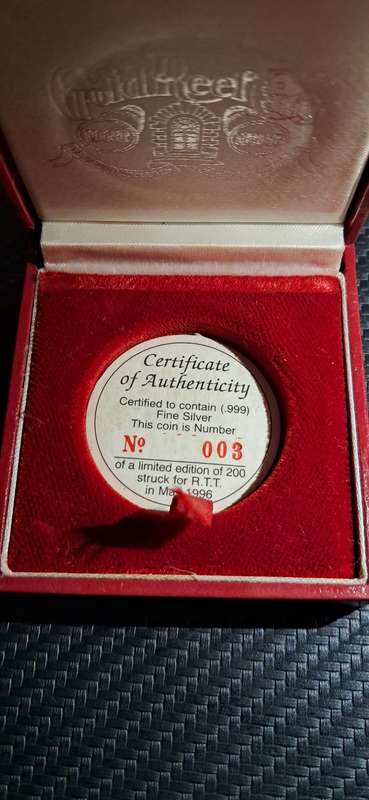 Gold Reef
Certificate
of Authenticity
Certified to contain (.999)
Fine Silver
This coin is Number
Nº 003
of a limited edition of 200
struck for R.T.T.
in 1996